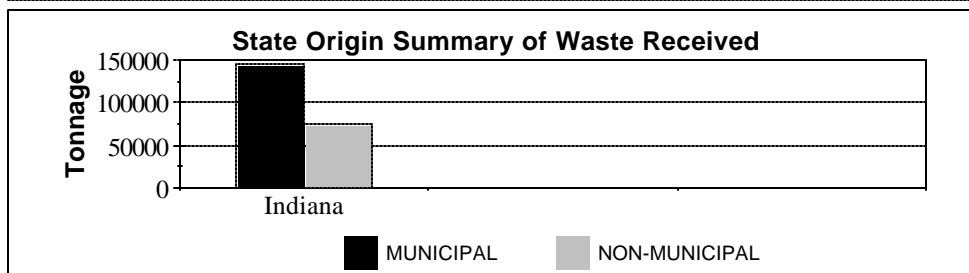 State Origin Summary of Waste Received
Tonnage
150000
100000
50000
0
Indiana
MUNICIPAL NON-MUNICIPAL